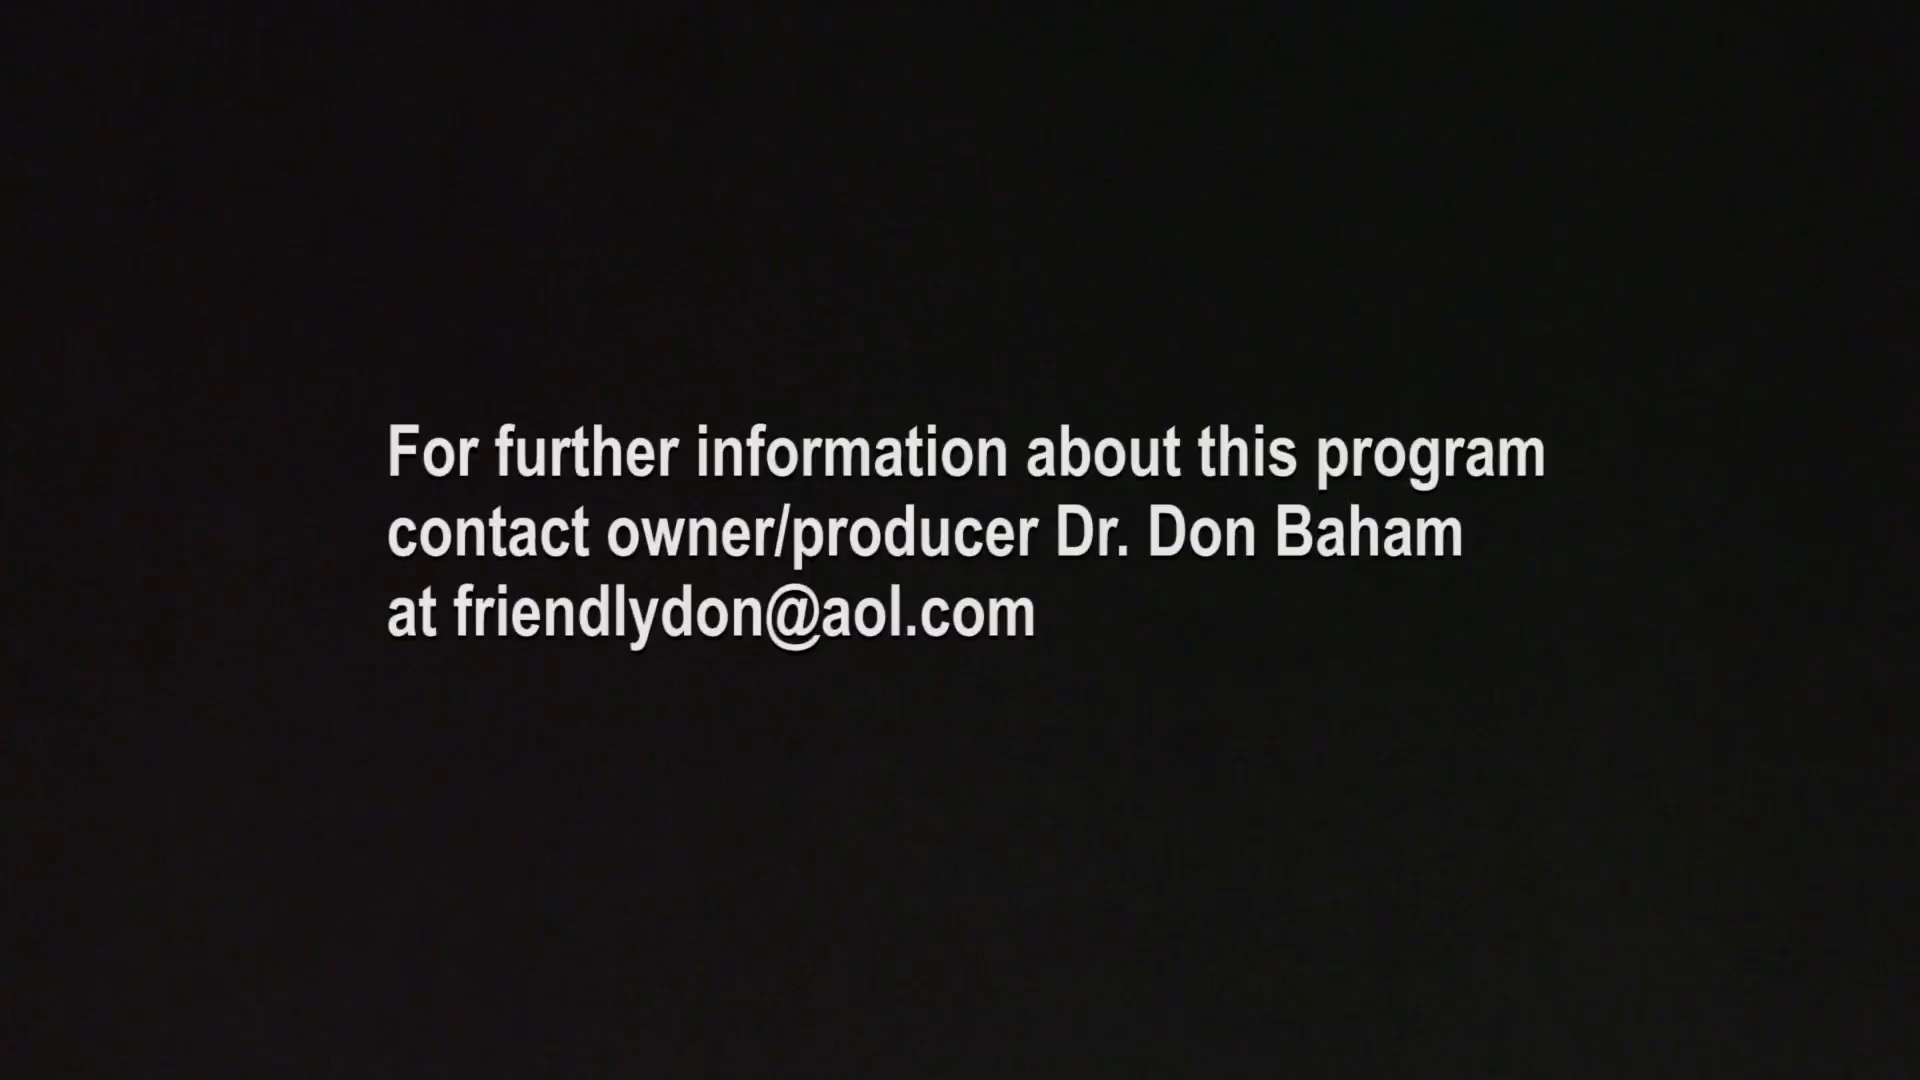 For further information about this program
contact owner/producer Dr. Don Baham
at friendlydon@aol.com